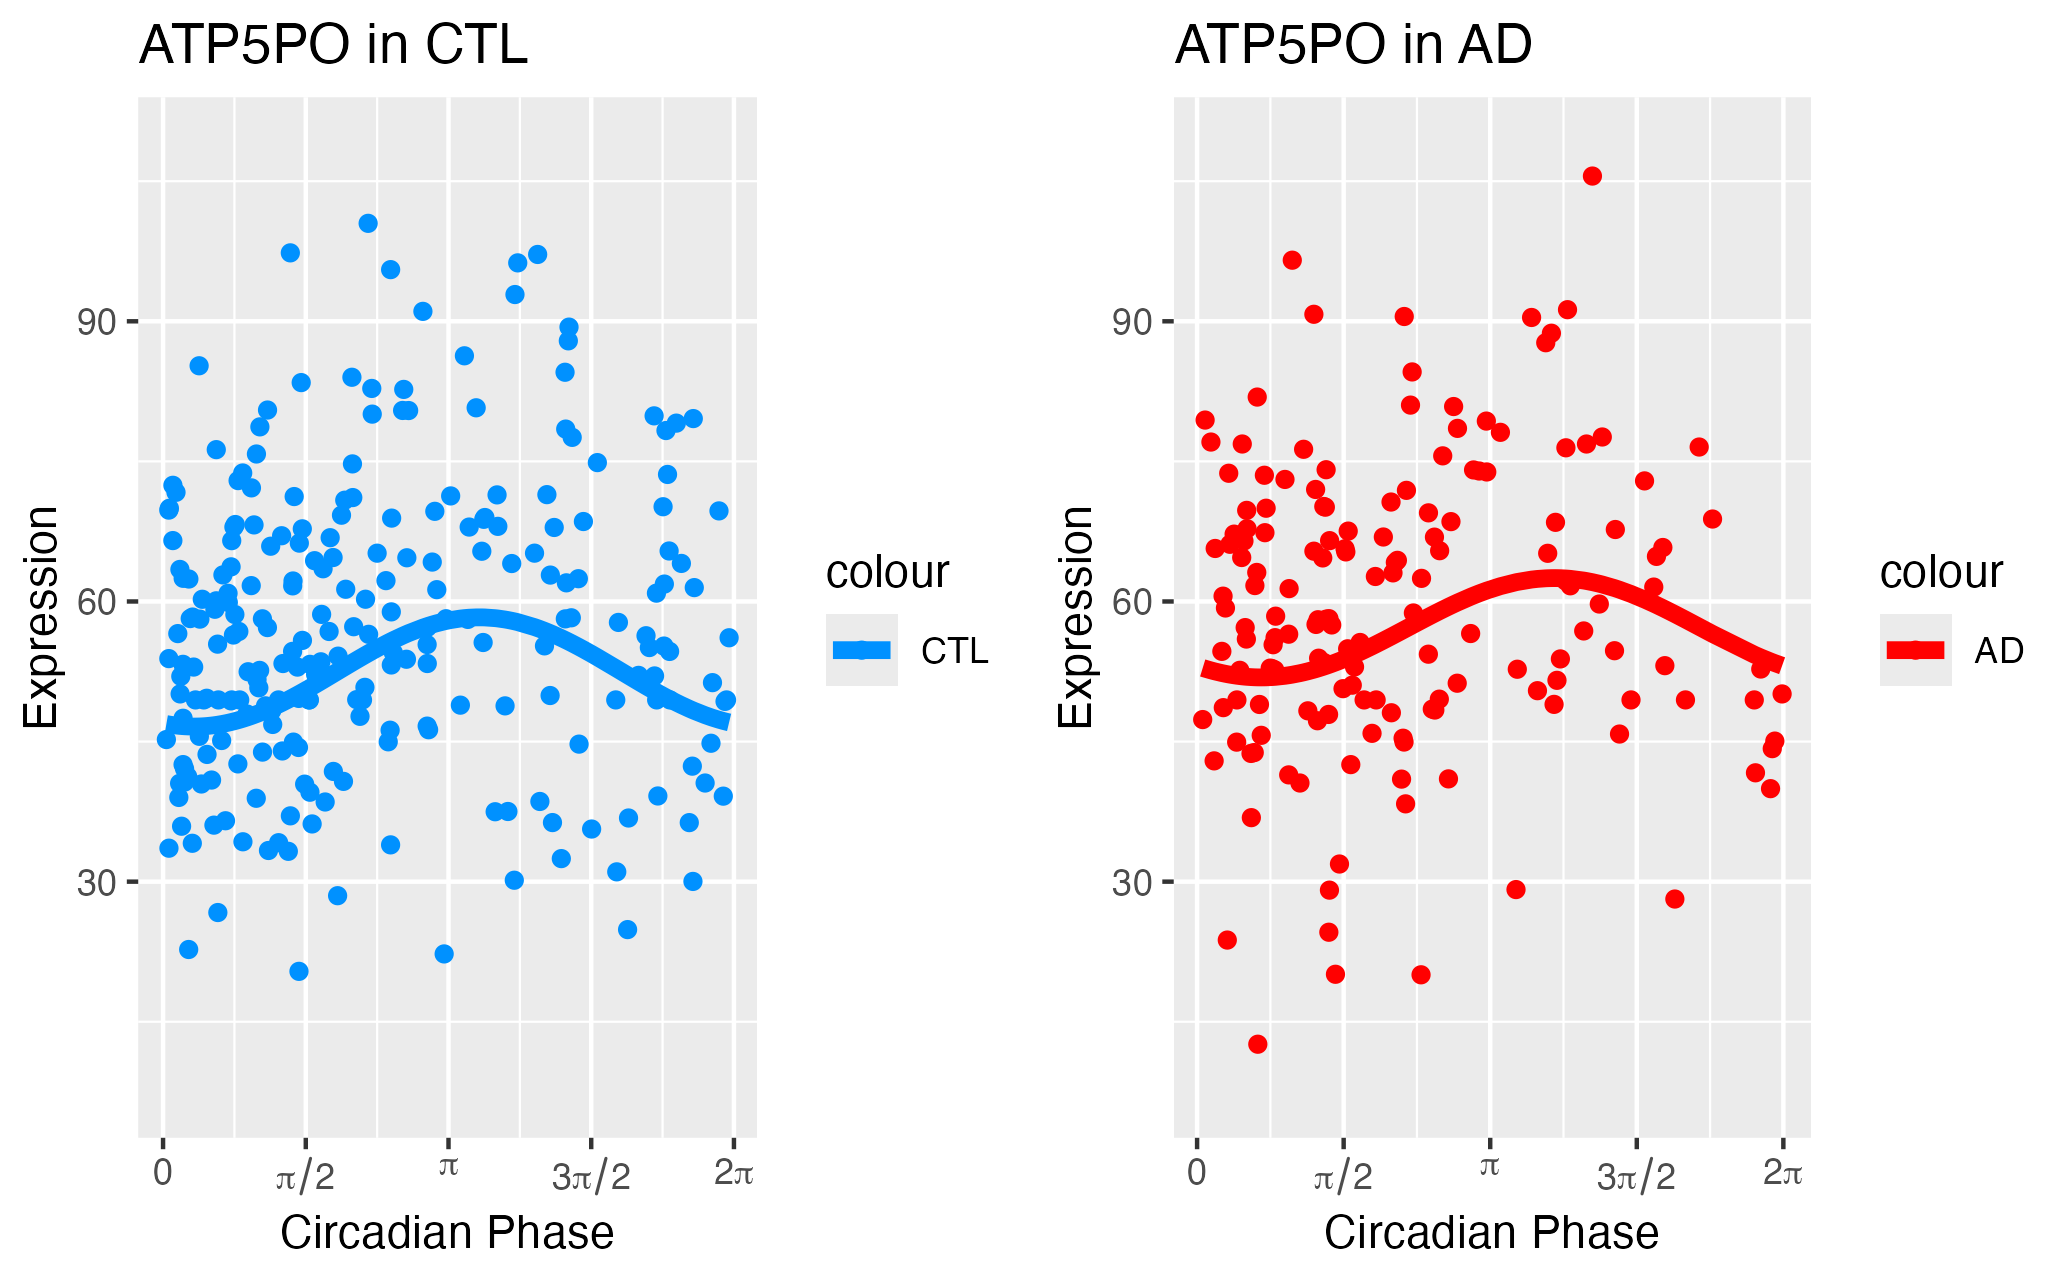 ATP5PO in CTL
90
60
30
Expression
0 π/2 π 3π/2 2π
Circadian Phase
colour
CTL
ATP5PO in AD
90
60
30
Expression
0 π/2 π 3π/2 2π
Circadian Phase
colour
AD